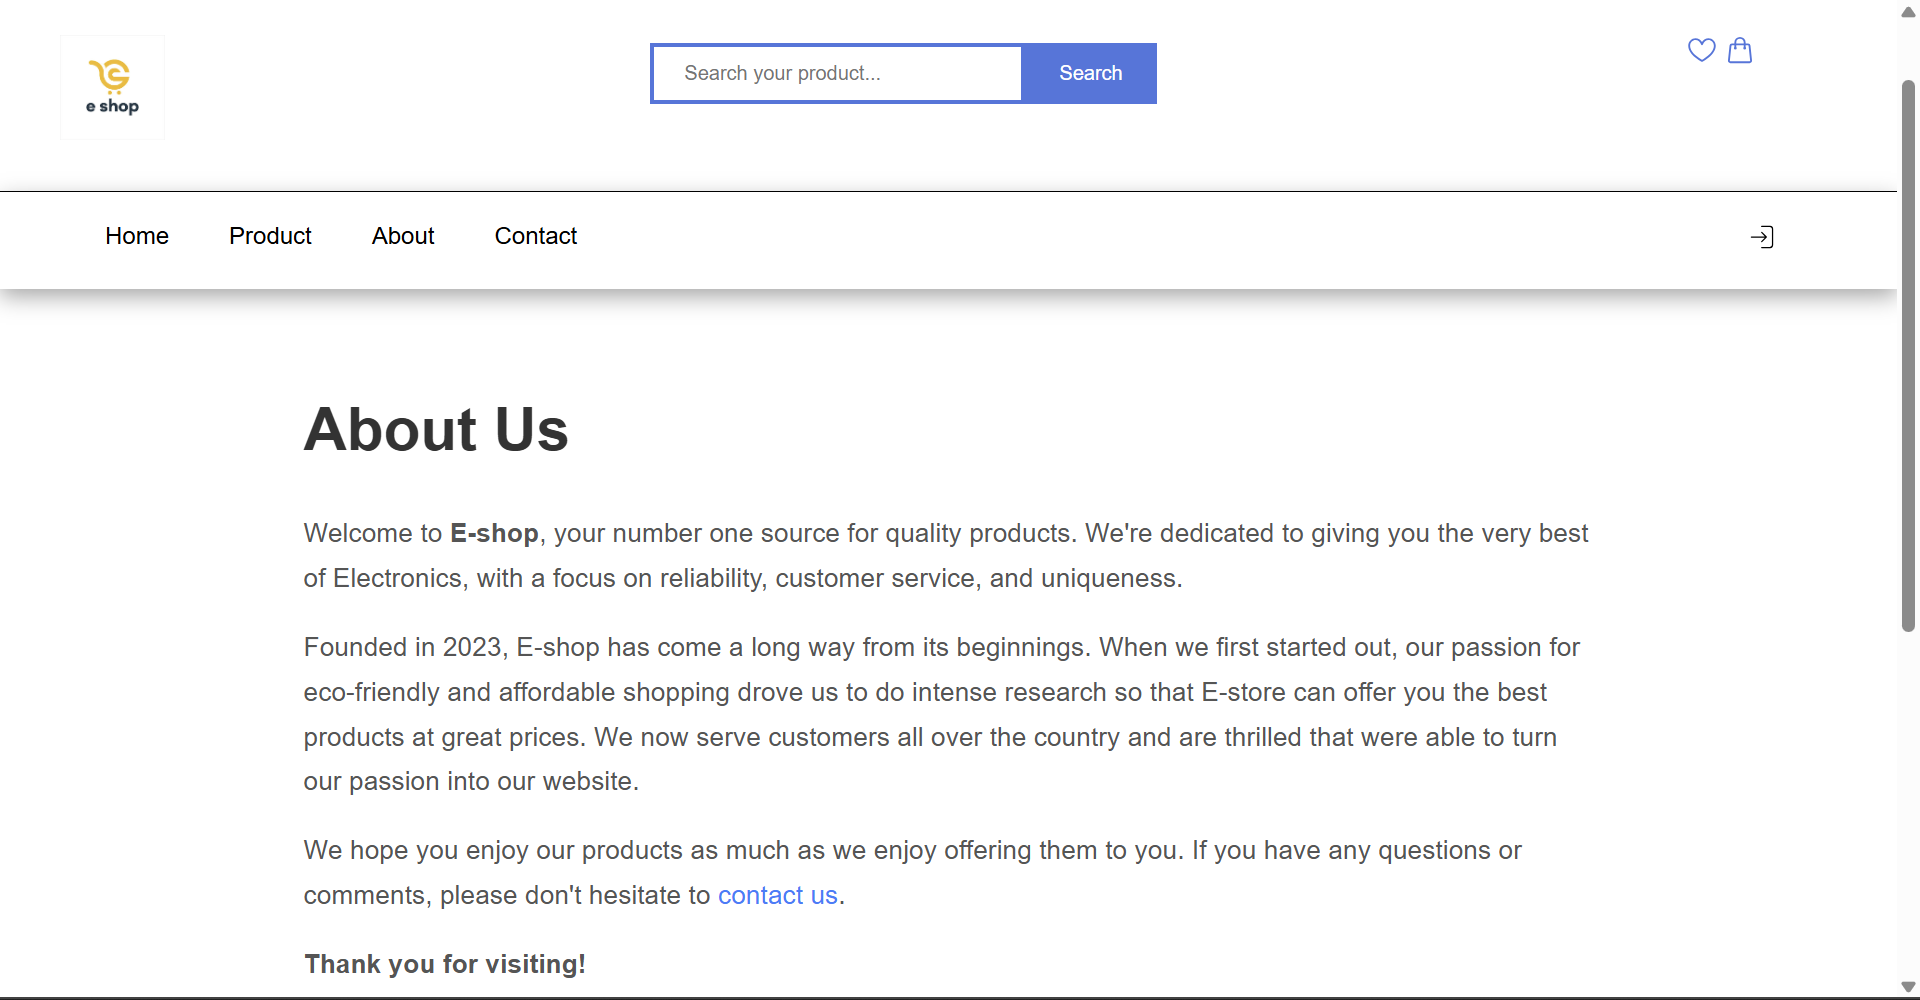 e shop
Search your product...
Search
Home
Product
About
Contact
About Us
Welcome to E-shop, your number one source for quality products. We're dedicated to giving you the very best
of Electronics, with a focus on reliability, customer service, and uniqueness.
Founded in 2023, E-shop has come a long way from its beginnings. When we first started out, our passion for
eco-friendly and affordable shopping drove us to do intense research so that E-store can offer you the best
products at great prices. We now serve customers all over the country and are thrilled that were able to turn
our passion into our website.
We hope you enjoy our products as much as we enjoy offering them to you. If you have any questions or
comments, please don't hesitate to contact us.
Thank you for visiting!